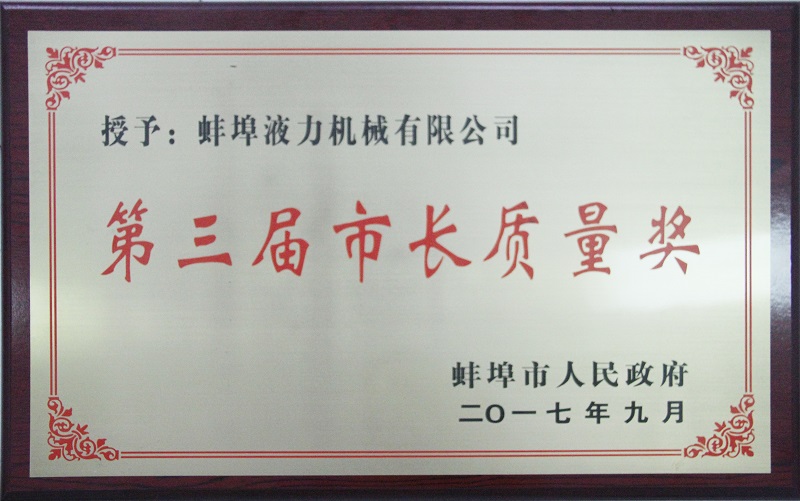 授予：蚌埠液力机械有限公司
第三届市长质量奖
蚌埠市人民政府
二〇一七年九月